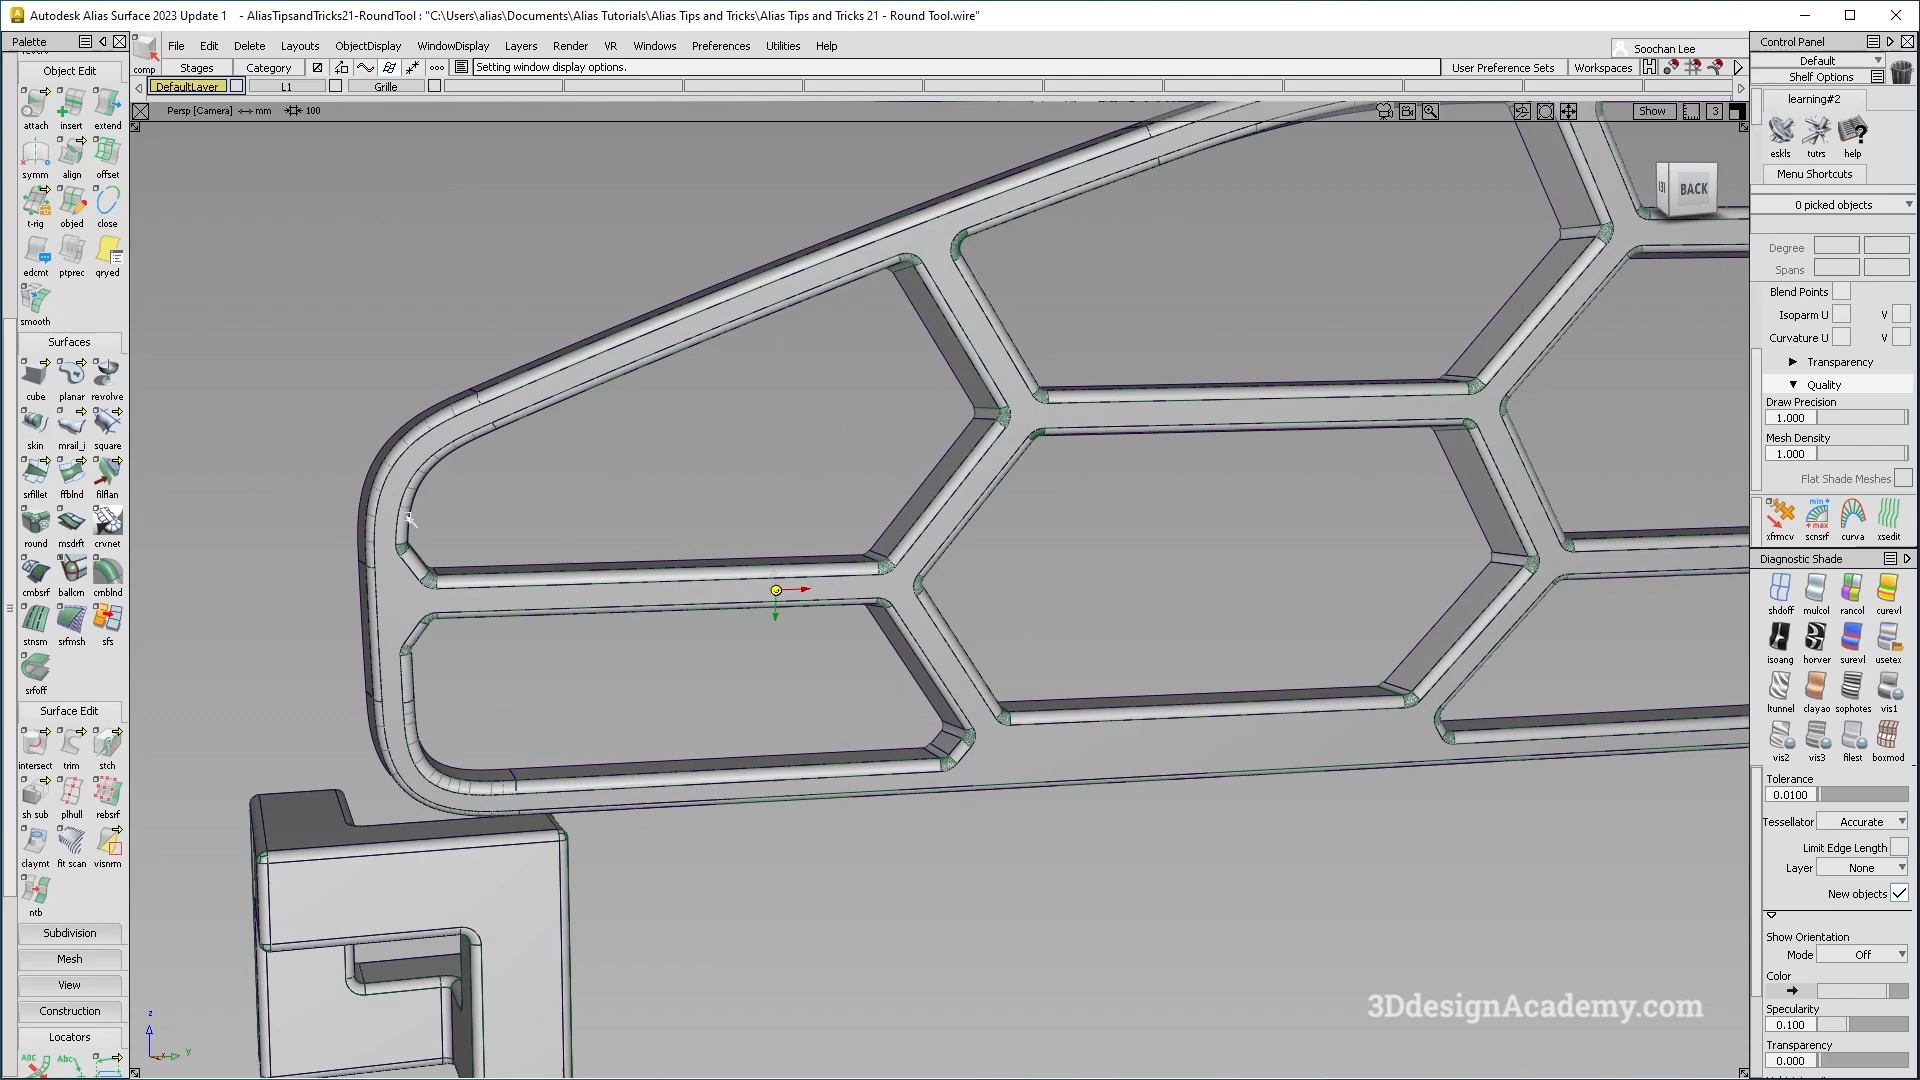 Autodesk Alias Surface 2023 Update 1 - AliasTipsandTricks21-RoundTool : "C:\Users\alias\Documents\Alias Tutorials\Alias Tips and Tricks\Alias Tips and Tricks 21 - Round Tool.wire"
Palette
File Edit Delete Layouts ObjectDisplay WindowDisplay Layers Render VR Windows Preferences Utilities Help
Soochan Lee
Control Panel
Default
comp
Stages Category
Setting window display options.
User Preference Sets
Workspaces
Shelf Options
DefaultLayer L1 Grille
Persp [Camera] <-> mm 100
Show
3
Object Edit
attach insert extend
symm align offset
t-rig objed close
edcmt ptprec qryed
smooth
Surfaces
cube planar revolve
skin mrail_i square
srfillet ffblnd filflan
round msdrft crvnet
cmbsrf ballcrn crnblnd
stnsm srfmsh sfs
srfoff
Surface Edit
intersect trim stch
sh sub plhull rebsrf
claymt fit scan visnrm
ntb
Subdivision
Mesh
View
Construction
Locators
ABC Abc
BACK
z
y
3DdesignAcademy.com
learning#2
eskls tutrs help
Menu Shortcuts
0 picked objects
Degree
Spans
Blend Points
Isoparm U V
Curvature U V
Transparency
Quality
Draw Precision
1.000
Mesh Density
1.000
Flat Shade Meshes
min
max
xfrmcv scnsrf curva xsedit
Diagnostic Shade
shdoff mulcol rancol curevl
isoang horver surevl usetex
ltunnel clayao sophotes vis1
vis2 vis3 filest boxmod
Tolerance
0.0100
Tessellator Accurate
Limit Edge Length
Layer None
New objects
Show Orientation
Mode Off
Color
Specularity
0.100
Transparency
0.000